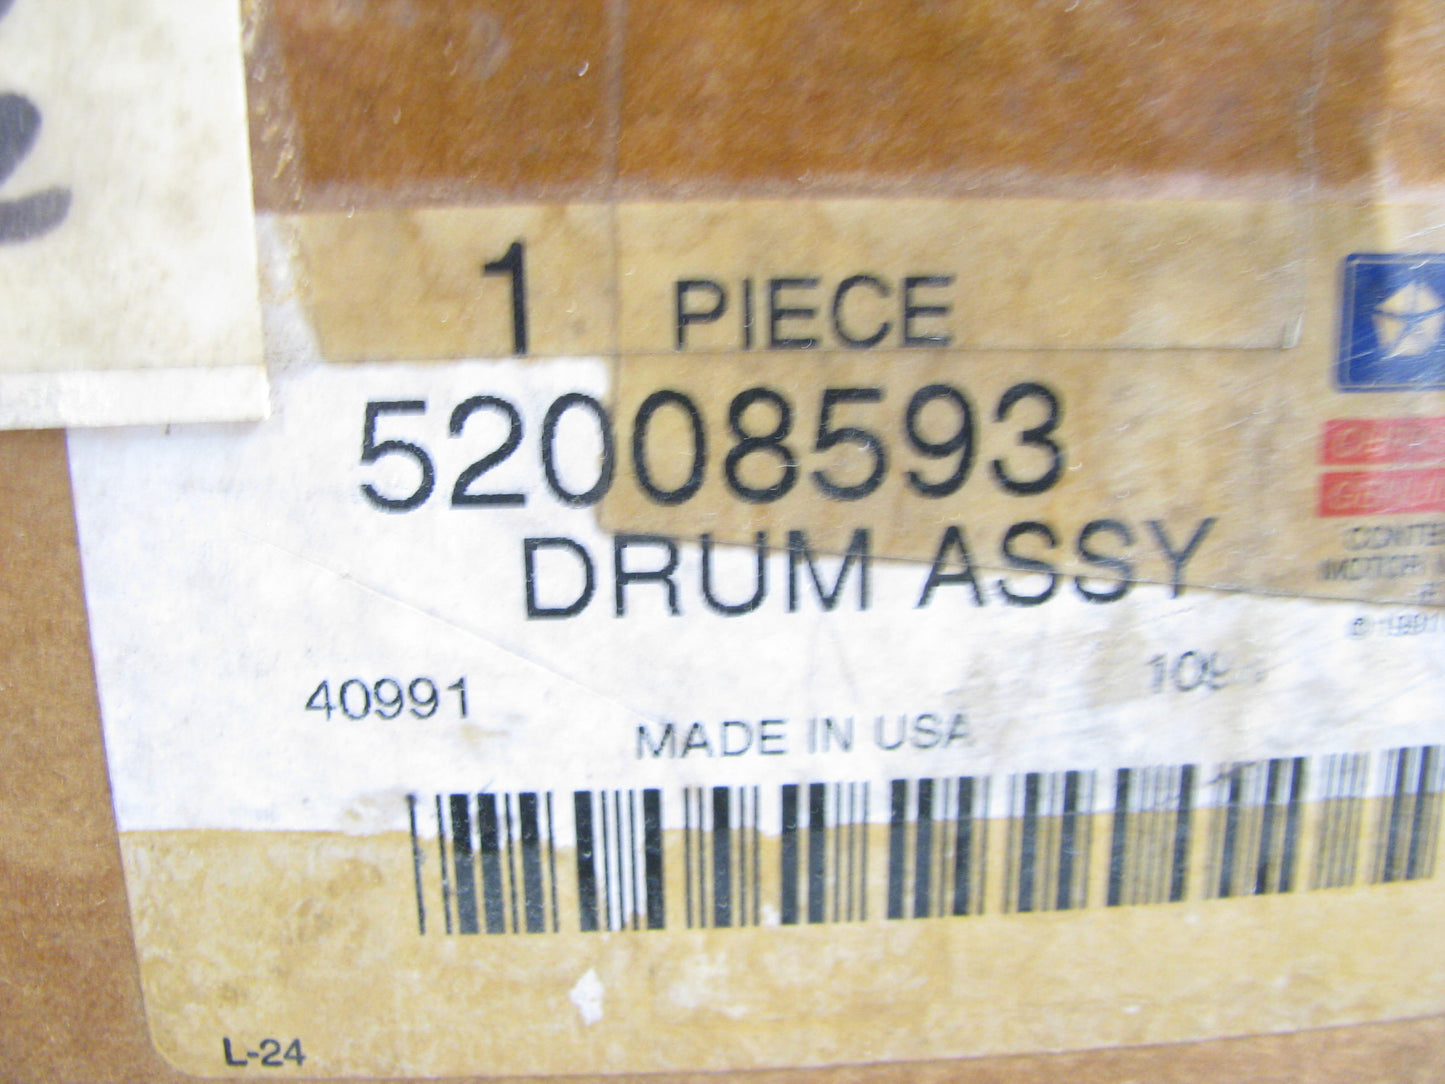 1 PIECE
52008593
DRUM ASSY
40991
MADE IN USA
L-24